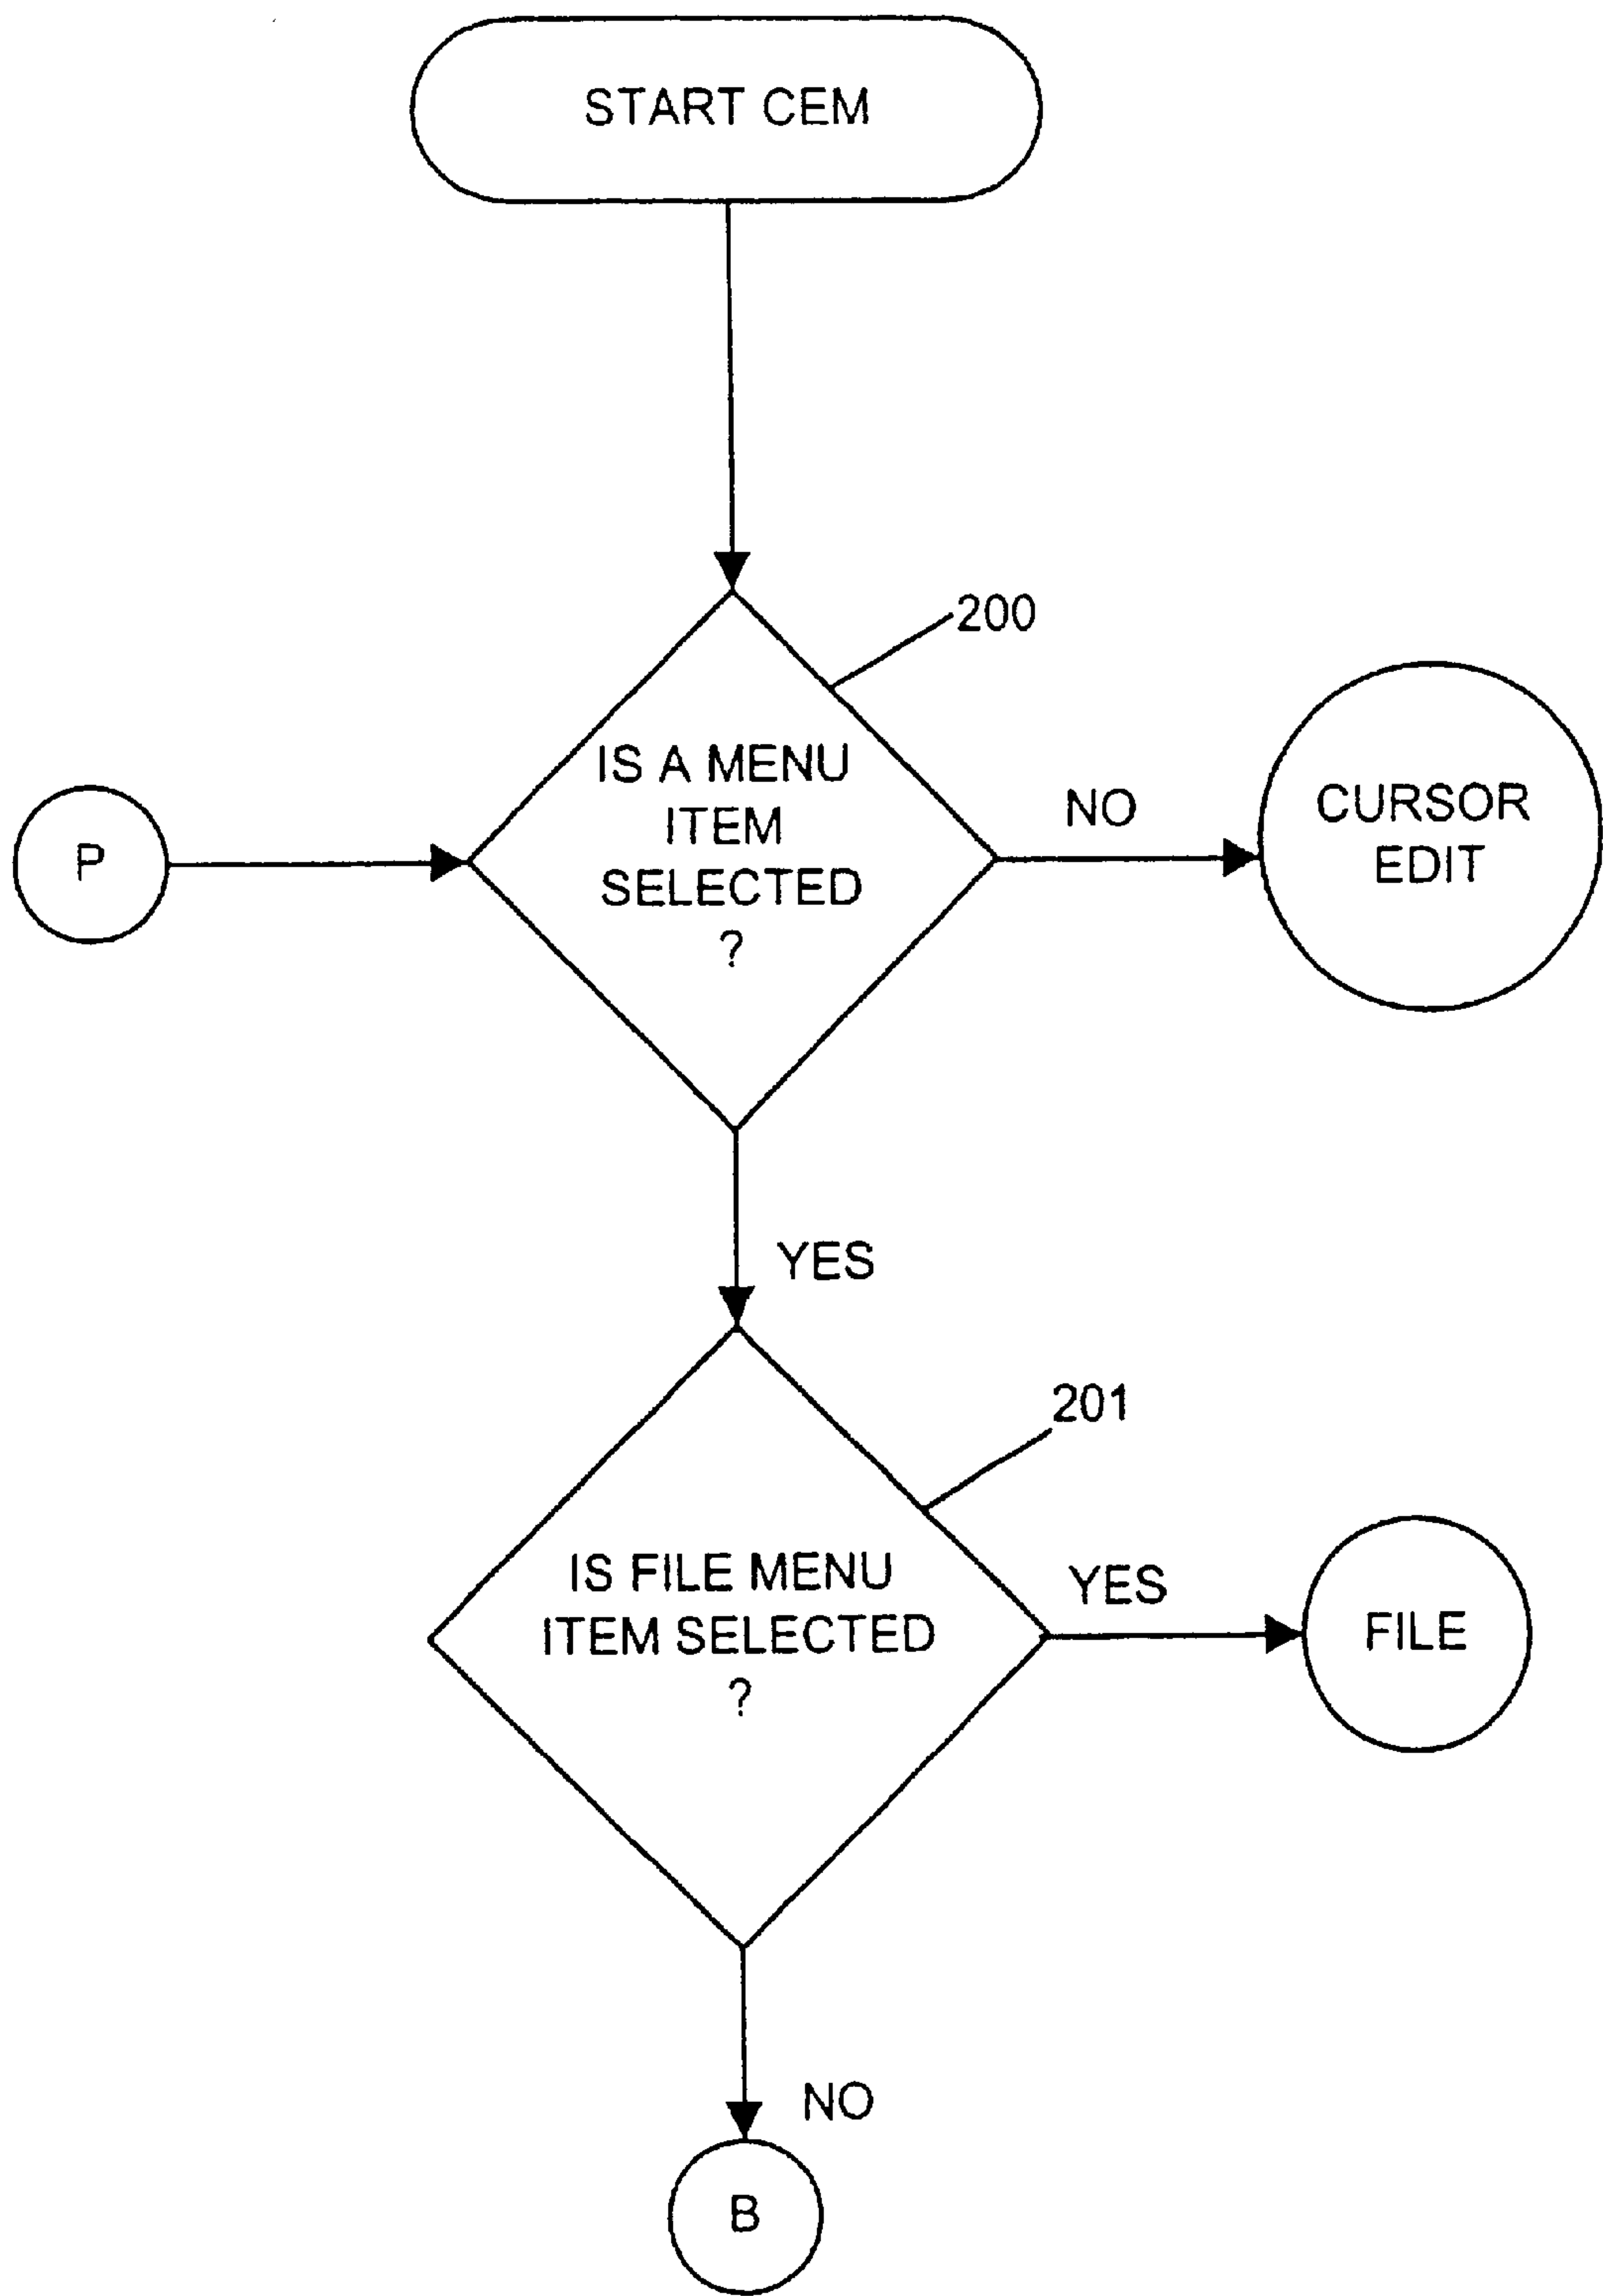 START CEM
200
IS A MENU
ITEM
SELECTED
?
P
NO
CURSOR
EDIT
YES
201
IS FILE MENU
ITEM SELECTED
?
YES
FILE
NO
B